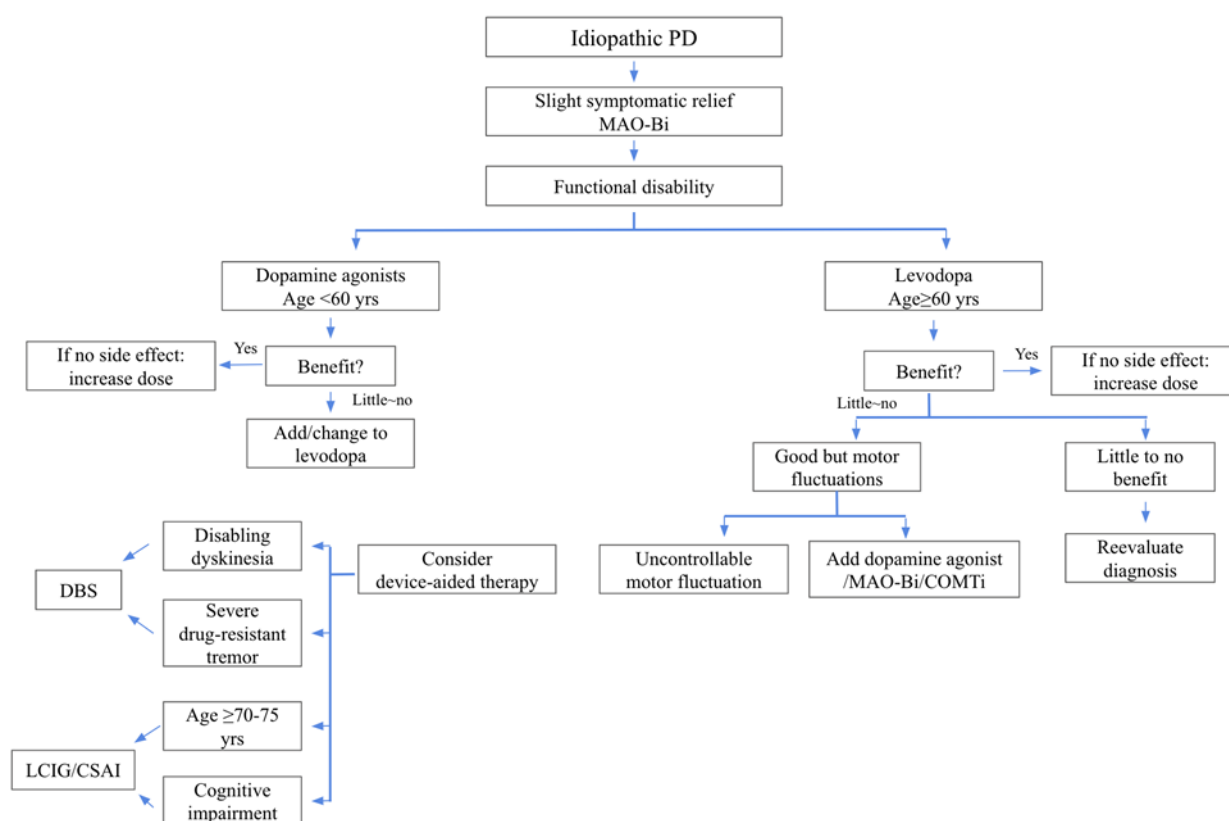 Idiopathic PD
Slight symptomatic relief
MAO-Bi
Functional disability
Dopamine agonists
Age <60 yrs
Levodopa
Age≥60 yrs
If no side effect:
increase dose
Yes
Benefit?
Little~no
Add/change to
levodopa
Benefit?
Yes
If no side effect:
increase dose
Little~no
Good but motor
fluctuations
Little to no
benefit
Uncontrollable
motor fluctuation
Add dopamine agonist
/MAO-Bi/COMTi
Reevaluate
diagnosis
Consider
device-aided therapy
Disabling
dyskinesia
DBS
Severe
drug-resistant
tremor
Age ≥70-75
yrs
LCIG/CSAI
Cognitive
impairment